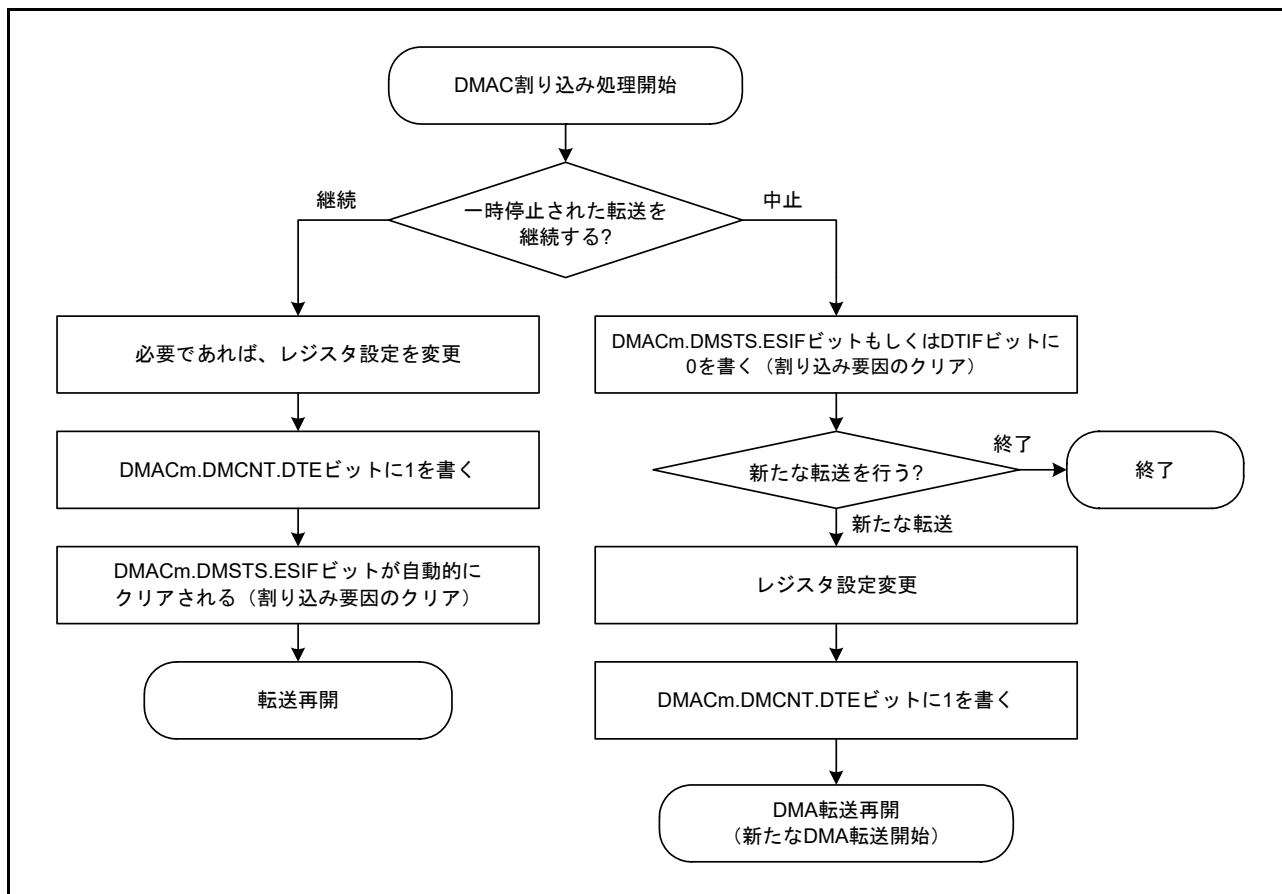 DMAC割り込み処理開始
一時停止された転送を
継続する?
継続
中止
必要であれば、レジスタ設定を変更
DMACm.DMCNT.DTEビットに1を書く
DMACm.DMSTS.ESIFビットが自動的に
クリアされる（割り込み要因のクリア）
転送再開
DMACm.DMSTS.ESIFビットもしくはDTIFビットに
0を書く（割り込み要因のクリア）
新たな転送を行う?
終了
終了
新たな転送
レジスタ設定変更
DMACm.DMCNT.DTEビットに1を書く
DMA転送再開
（新たなDMA転送開始）